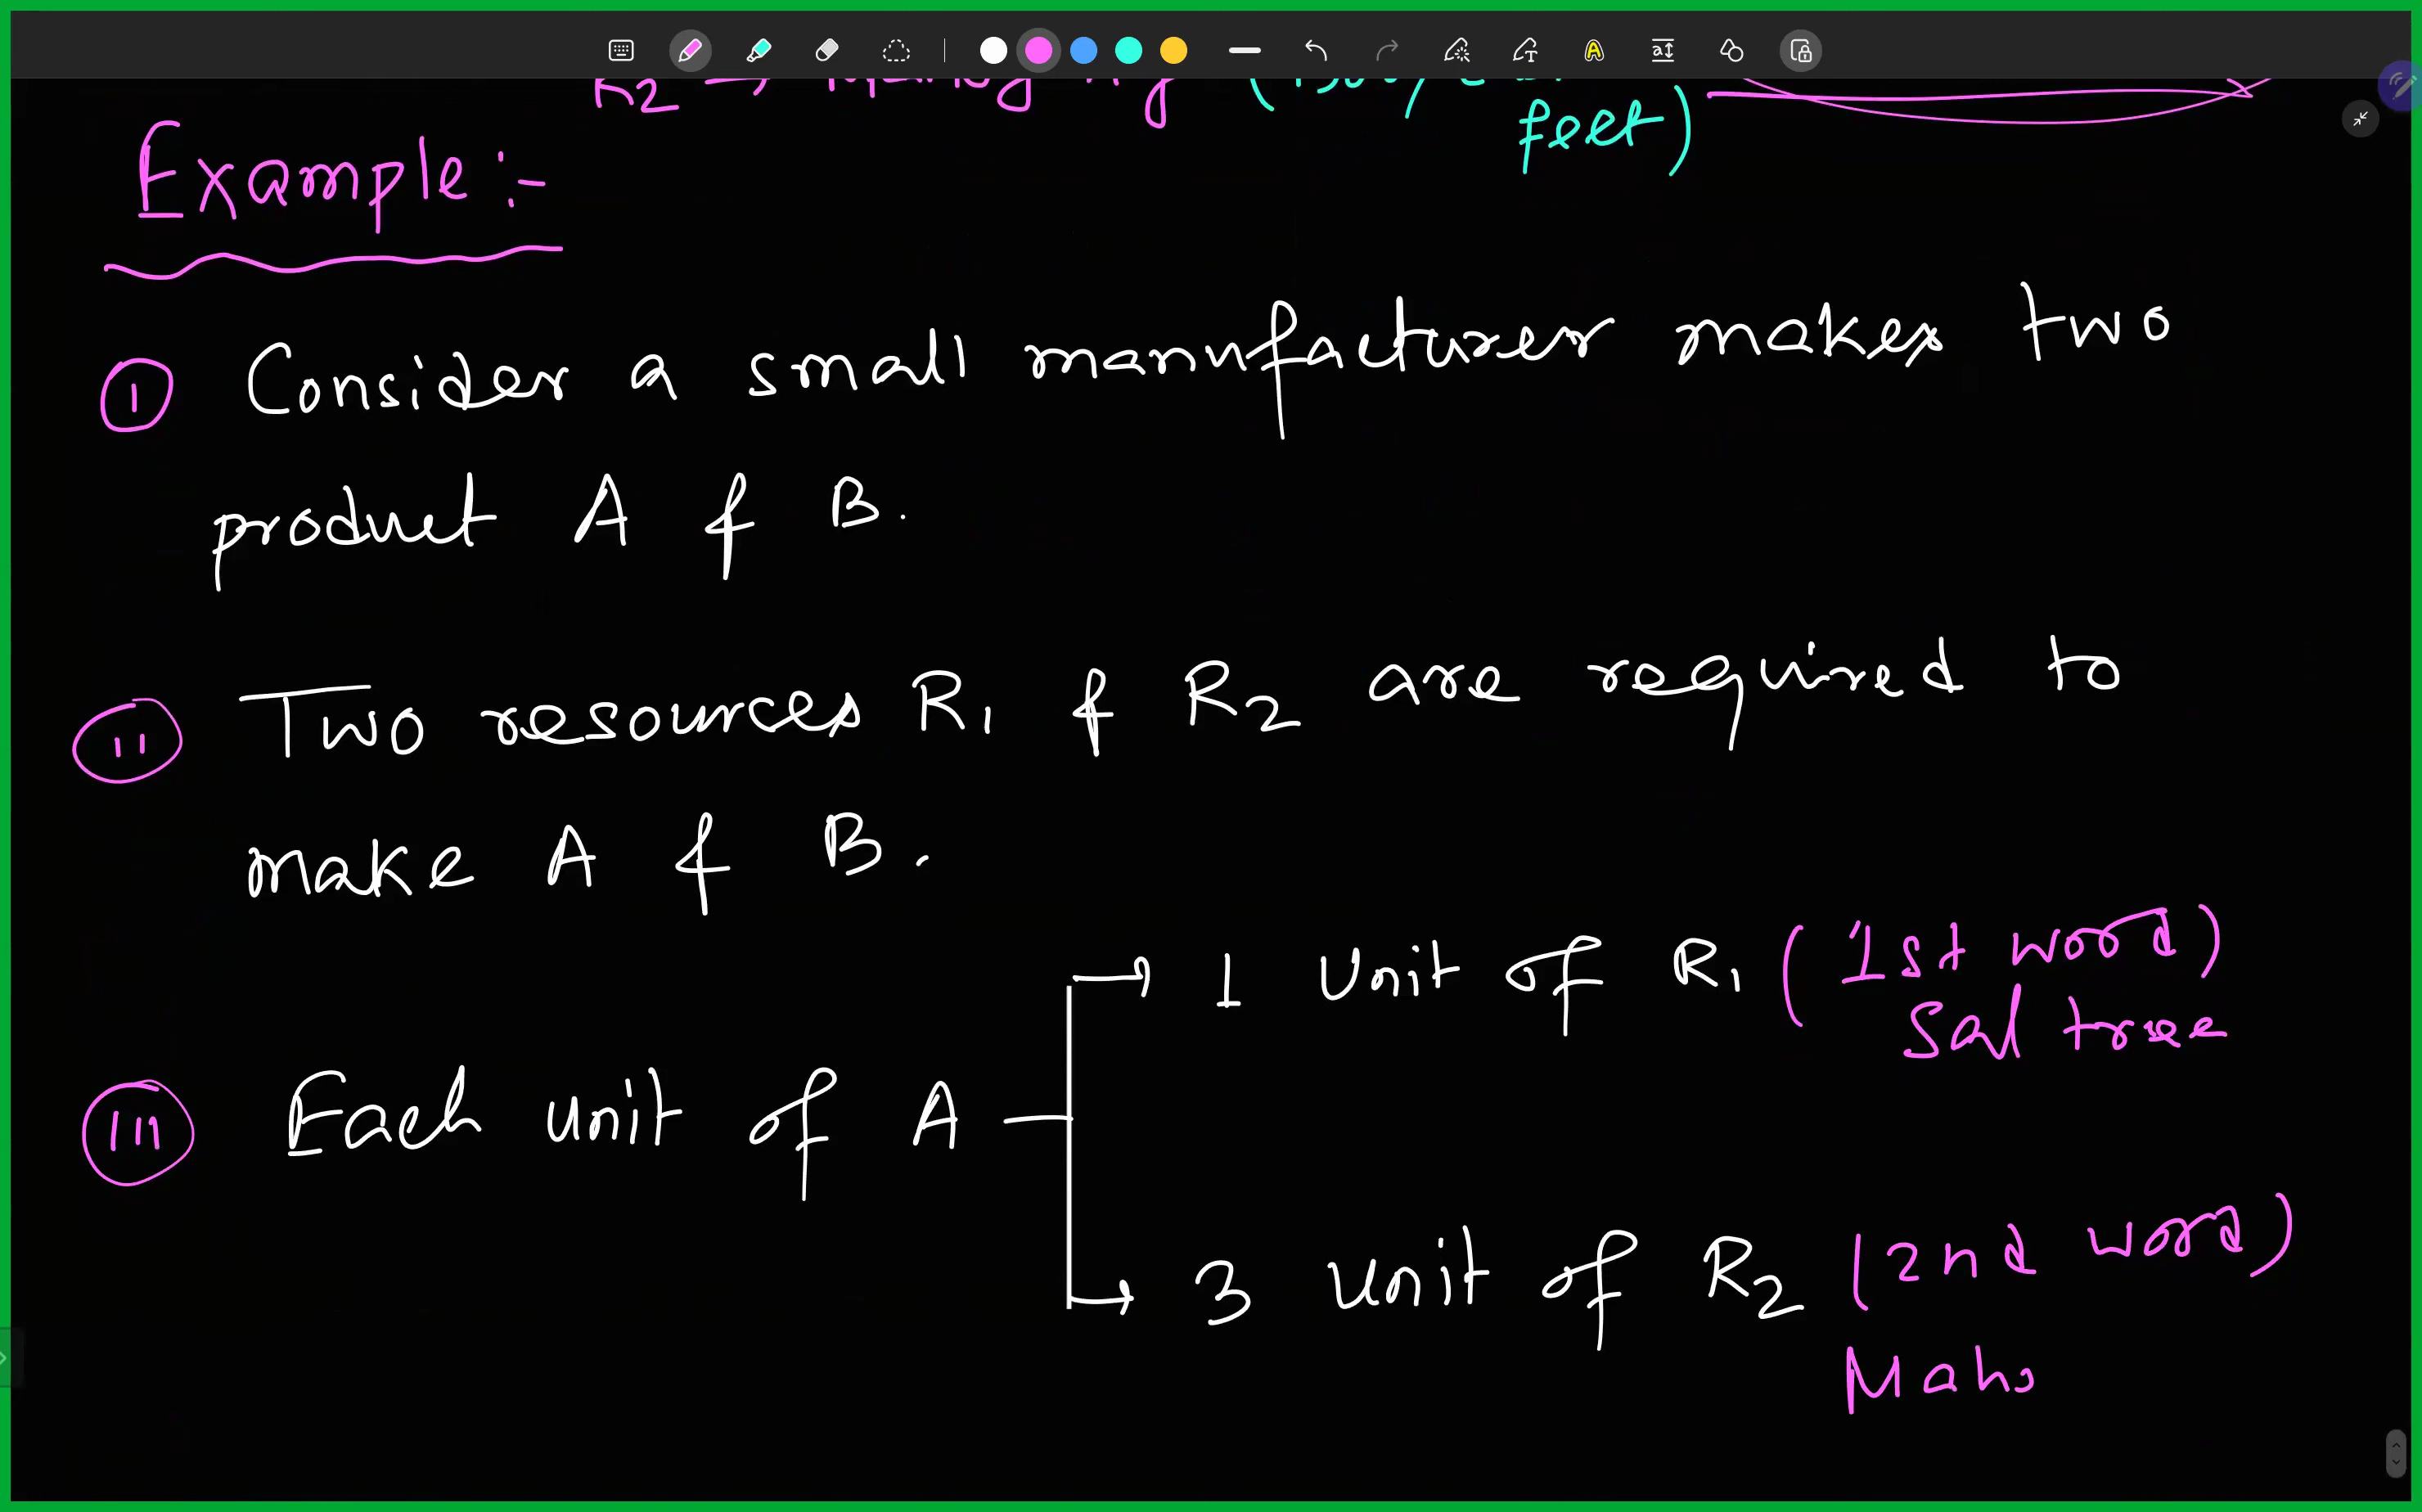 R2 →
feet)
Example:-
I Consider a small manufacturer makes two
product A & B.
II Two resources R1 & R2 are required to
make A & B.
1 Unit of R1 (1st wood)
Sal tree
III Each unit of A
3 Unit of R2 (2nd wood)
Maho